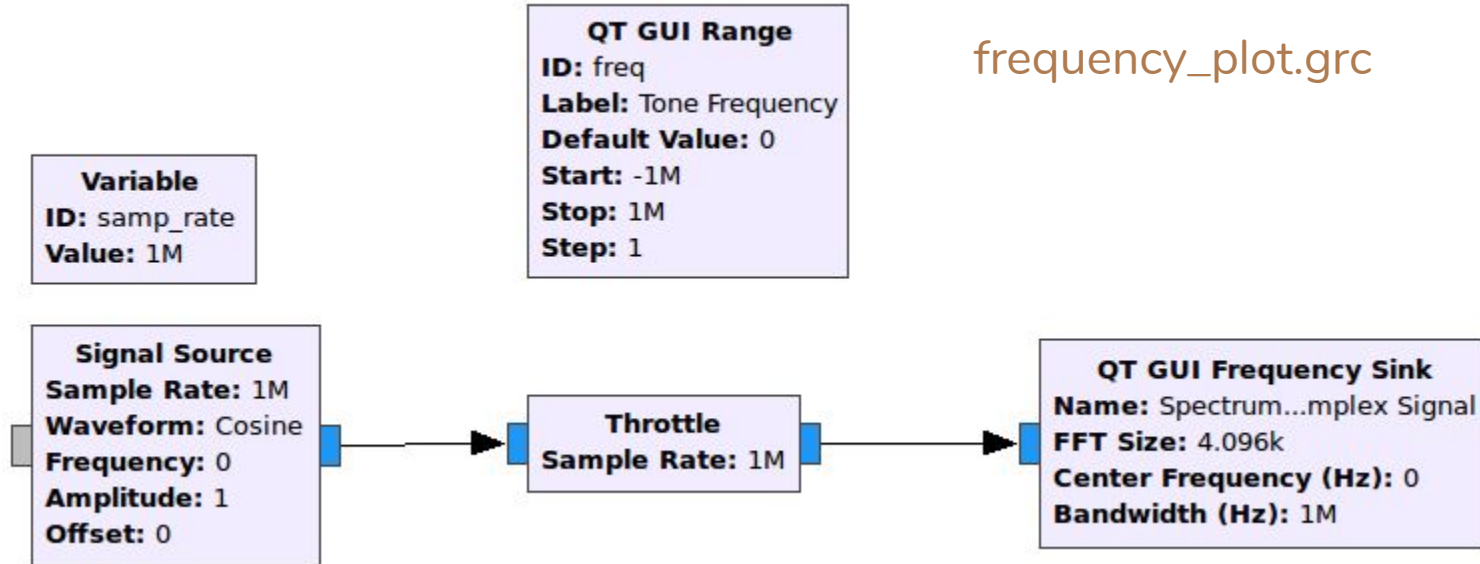 QT GUI Range
ID: freq
Label: Tone Frequency
Default Value: 0
Start: -1M
Stop: 1M
Step: 1
frequency_plot.grc
Variable
ID: samp_rate
Value: 1M
Signal Source
Sample Rate: 1M
Waveform: Cosine
Frequency: 0
Amplitude: 1
Offset: 0
Throttle
Sample Rate: 1M
QT GUI Frequency Sink
Name: Spectrum...mplex Signal
FFT Size: 4.096k
Center Frequency (Hz): 0
Bandwidth (Hz): 1M